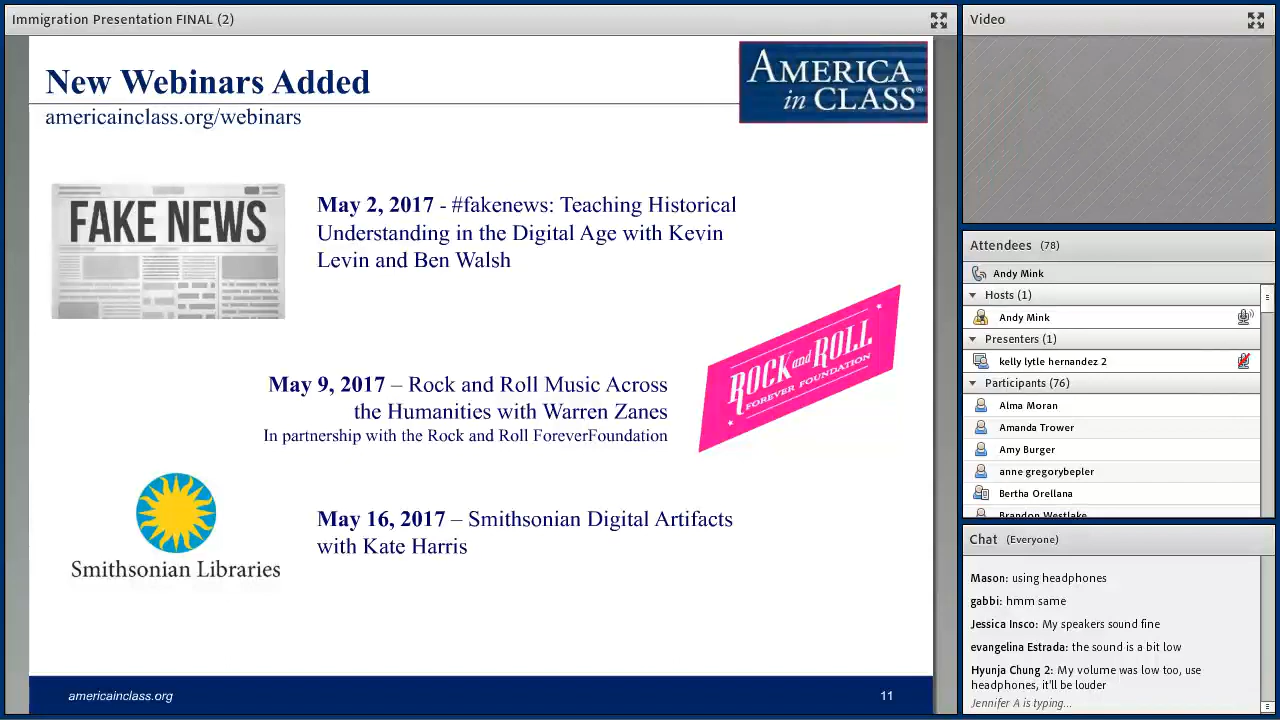 Immigration Presentation FINAL (2)
New Webinars Added
americainclass.org/webinars
AMERICA
in CLASS®
FAKE NEWS
May 2, 2017 - #fakenews: Teaching Historical
Understanding in the Digital Age with Kevin
Levin and Ben Walsh
May 9, 2017 – Rock and Roll Music Across
the Humanities with Warren Zanes
In partnership with the Rock and Roll ForeverFoundation
ROCK and ROLL
FOREVER FOUNDATION
Smithsonian Libraries
May 16, 2017 – Smithsonian Digital Artifacts
with Kate Harris
americainclass.org
11
Video
Attendees (78)
Andy Mink
Hosts (1)
Andy Mink
Presenters (1)
kelly lytle hernandez 2
Participants (76)
Alma Moran
Amanda Trower
Amy Burger
anne gregorybepler
Bertha Orellana
Brandon Westlake
Chat (Everyone)
Mason: using headphones
gabbi: hmm same
Jessica Insco: My speakers sound fine
evangelina Estrada: the sound is a bit low
Hyunja Chung 2: My volume was low too, use
headphones, it'll be louder
Jennifer A is typing...